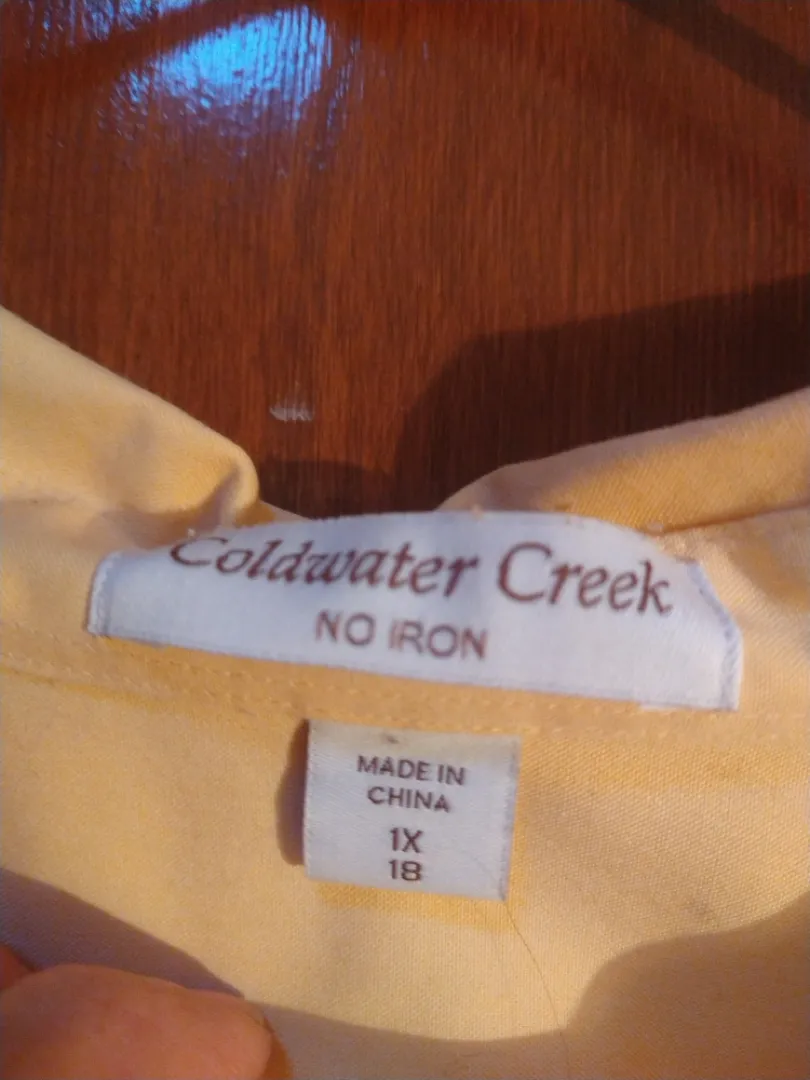 Coldwater Creek
NO IRON
MADE IN
CHINA
1X
18